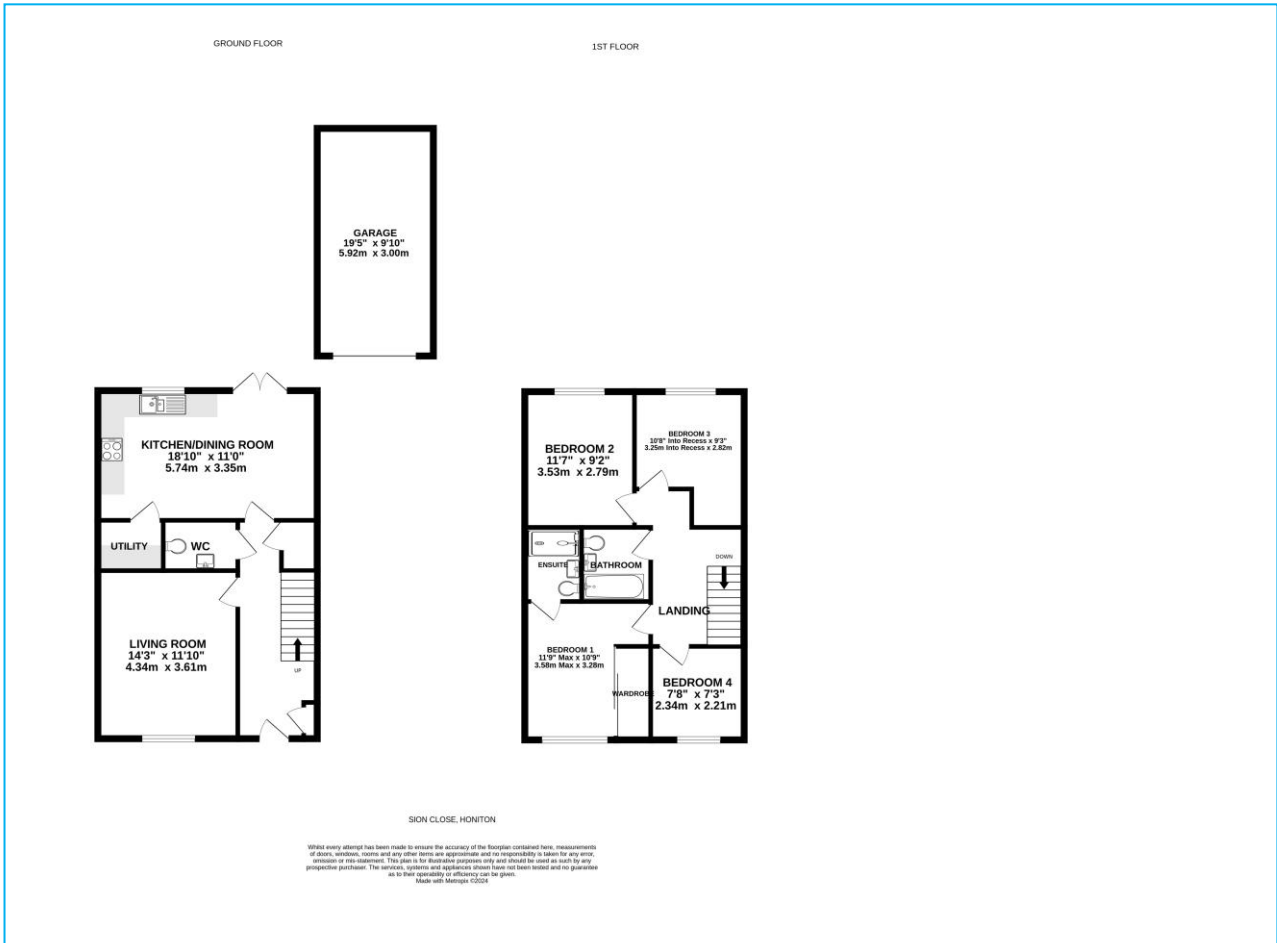 GROUND FLOOR
1ST FLOOR
GARAGE
19'5" x 9'10"
5.92m x 3.00m
KITCHEN/DINING ROOM
18'10" x 11'0"
5.74m x 3.35m
UTILITY
WC
LIVING ROOM
14'3" x 11'10"
4.34m x 3.61m
UP
BEDROOM 2
11'7" x 9'2"
3.53m x 2.79m
BEDROOM 3
10'8" Into Recess x 9'3"
3.25m Into Recess x 2.82m
ENSUITE
BATHROOM
DOWN
LANDING
BEDROOM 1
11'9" Max x 10'9"
3.58m Max x 3.28m
WARDROBE
BEDROOM 4
7'8" x 7'3"
2.34m x 2.21m
SION CLOSE, HONITON
Whilst every attempt has been made to ensure the accuracy of the floorplan contained here, measurements
of doors, windows, rooms and any other items are approximate and no responsibility is taken for any error,
omission or mis-statement. This plan is for illustrative purposes only and should be used as such by any
prospective purchaser. The services, systems and appliances shown have not been tested and no guarantee
as to their operability or efficiency can be given.
Made with Metropix ©2024